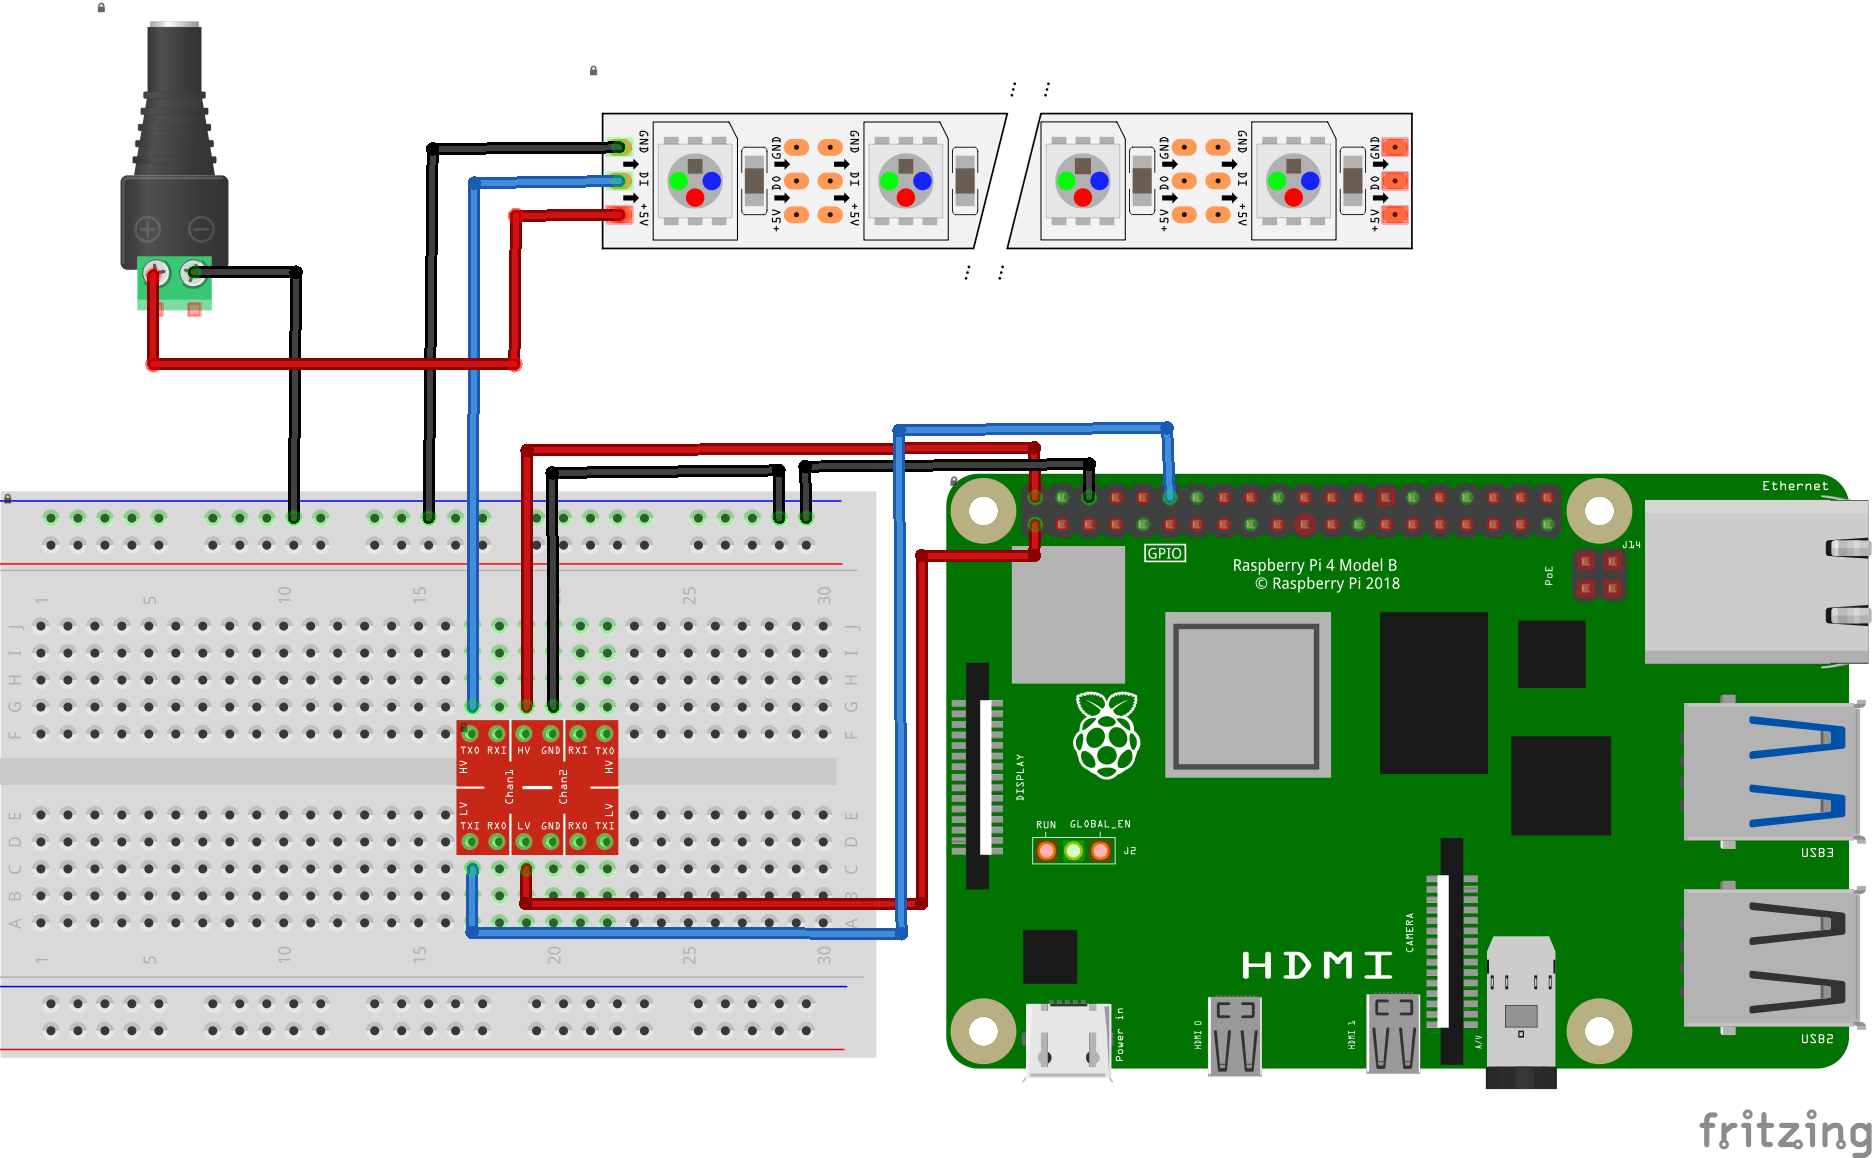 GND
DI
+5V
GND
DO
+5V
GND
DI
+5V
GND
DO
+5V
GND
DI
+5V
GND
DO
+5V
+
−
1
5
10
15
20
25
30
J
J
I
I
H
H
G
G
F
F
TXO RXI HV GND RXI TXO
HV
HV
Chan1
Chan2
LV
LV
TXI RXO LV GND RXO TXI
E
E
D
D
C
C
B
B
A
A
1
5
10
15
20
25
30
Ethernet
J14
GPIO
PoE
Raspberry Pi 4 Model B
© Raspberry Pi 2018
DISPLAY
RUN
GLOBAL_EN
J2
USB3
CAMERA
HDMI
Power in
HDMI 0
HDMI 1
A/V
USB2
fritzing